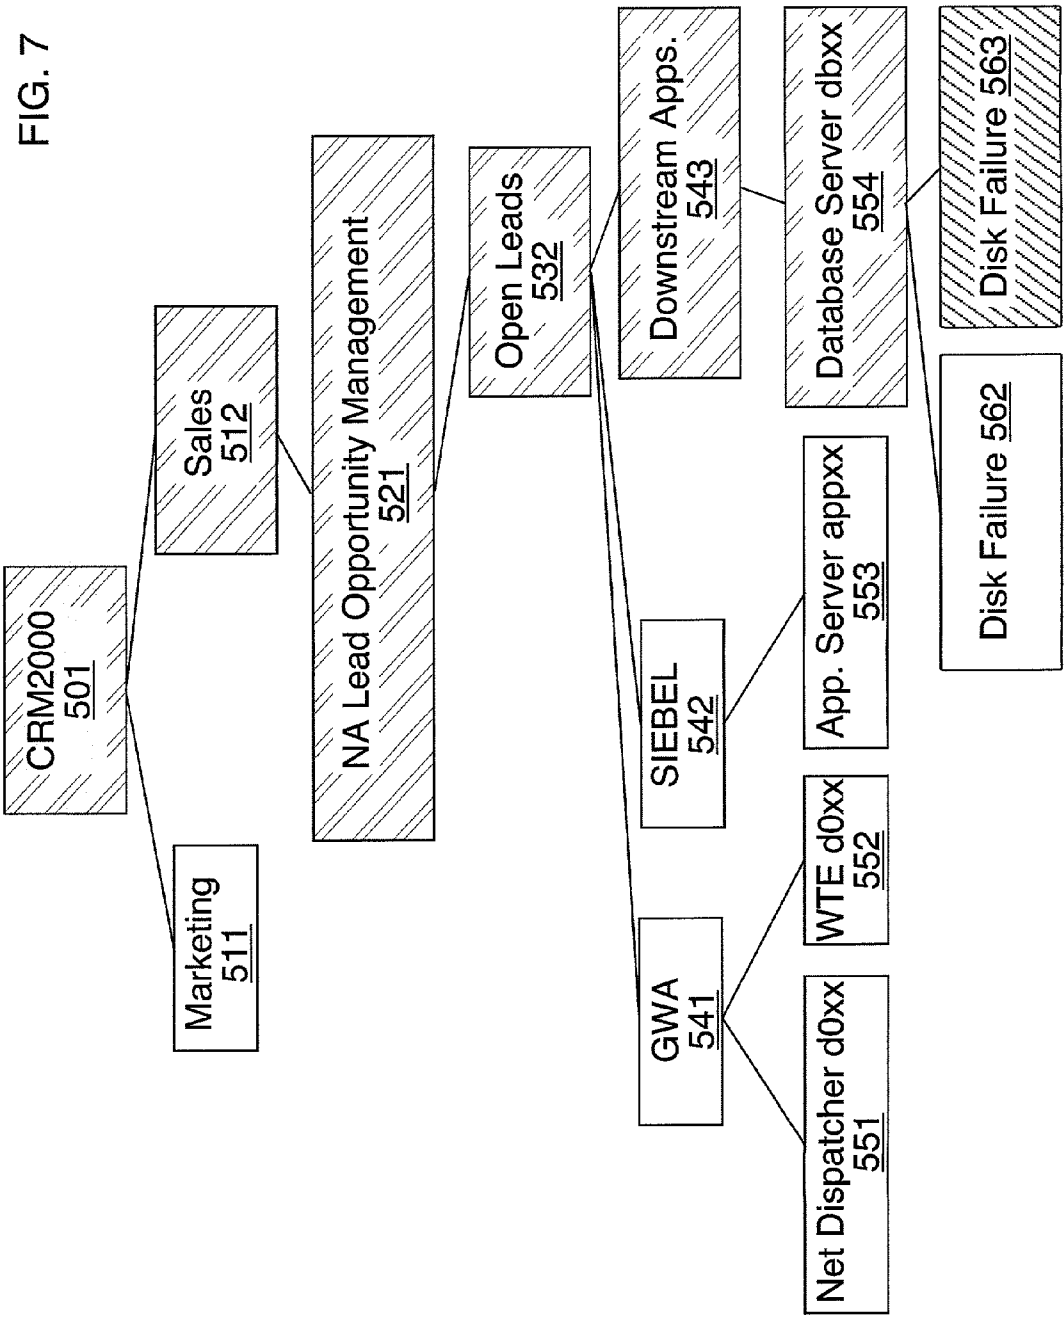 FIG. 7
CRM2000
501
Marketing
511
Sales
512
NA Lead Opportunity Management
521
Open Leads
532
GWA
541
SIEBEL
542
Downstream Apps.
543
Net Dispatcher d0xx
551
WTE d0xx
552
App. Server appxx
553
Database Server dbxx
554
Disk Failure 562
Disk Failure 563